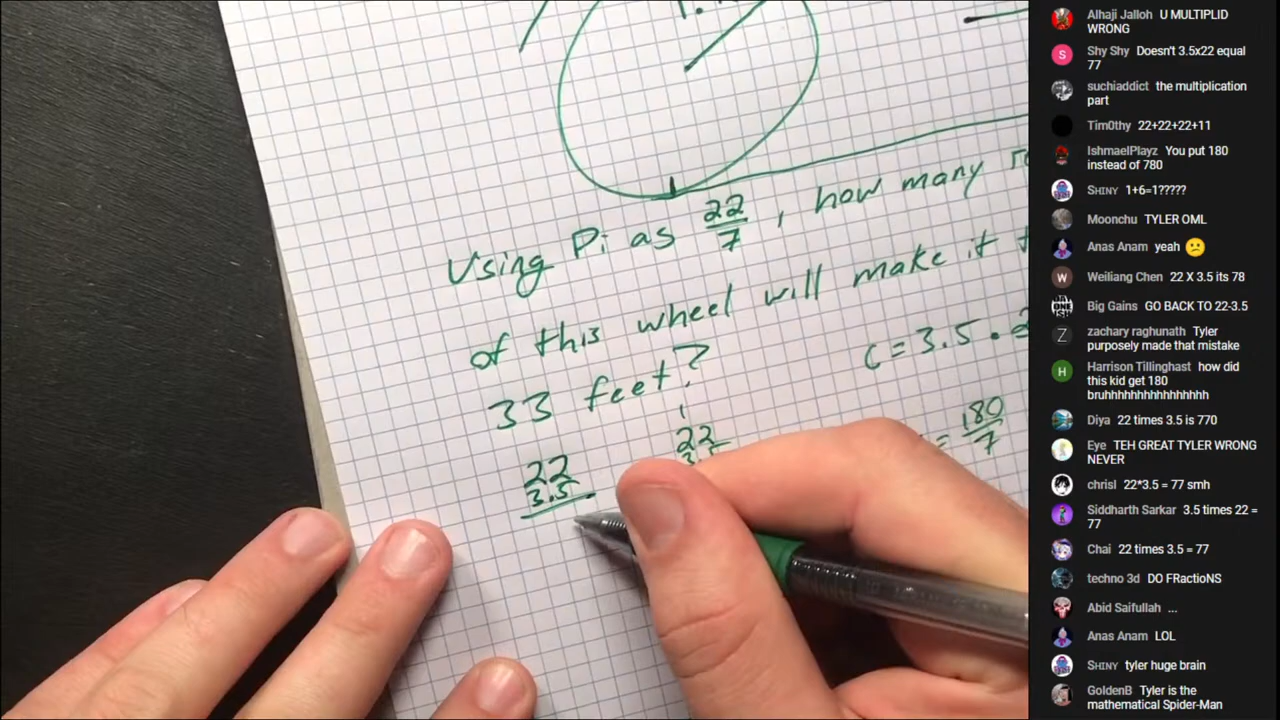 Using Pi as 22/7, how many
of this wheel will make it
33 feet?
C = 3.5 ·
1
22
22
3.5
= 180/7
Alhaji Jalloh U MULTIPLID
WRONG
Shy Shy Doesn't 3.5x22 equal
77
suchiaddict the multiplication
part
Tim0thy 22+22+22+11
IshmaelPlayz You put 180
instead of 780
SHINY 1+6=1?????
Moonchu TYLER OML
Anas Anam yeah 😕
Weiliang Chen 22 X 3.5 its 78
Big Gains GO BACK TO 22-3.5
zachary raghunath Tyler
purposely made that mistake
Harrison Tillinghast how did
this kid get 180
bruhhhhhhhhhhhhhhhh
Diya 22 times 3.5 is 770
Eye TEH GREAT TYLER WRONG
NEVER
chrisl 22*3.5 = 77 smh
Siddharth Sarkar 3.5 times 22 =
77
Chai 22 times 3.5 = 77
techno 3d DO FRactioNS
Abid Saifullah ...
Anas Anam LOL
SHINY tyler huge brain
GoldenB Tyler is the
mathematical Spider-Man